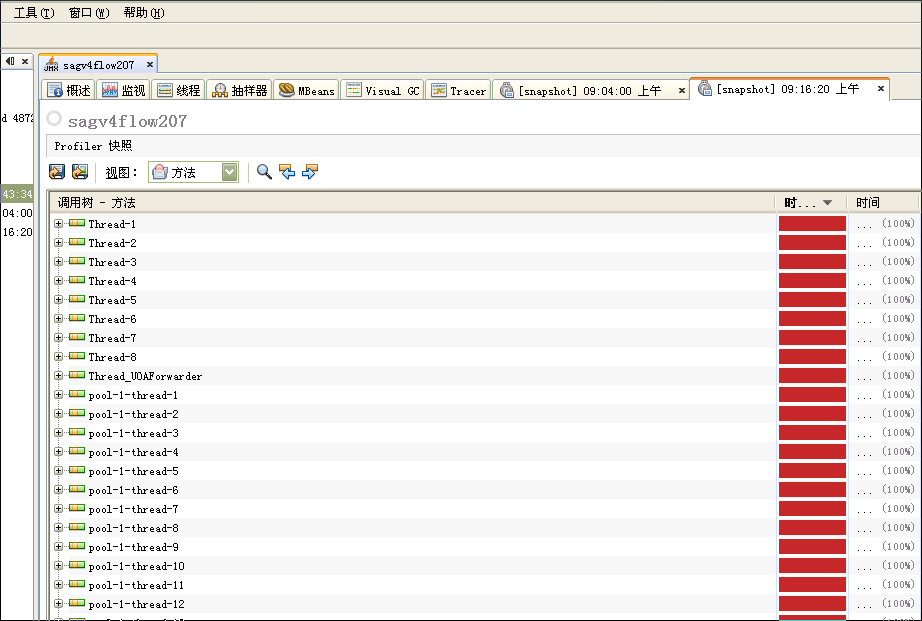 工具(T) 窗口(W) 帮助(H)
sagv4flow207
概述 监视 线程 抽样器 MBeans Visual GC Tracer [snapshot] 09:04:00 上午 [snapshot] 09:16:20 上午
d 4872
sagv4flow207
Profiler 快照
视图: 方法
43:34
04:00
16:20
调用树 - 方法 时... 时间
Thread-1 ... (100%)
Thread-2 ... (100%)
Thread-3 ... (100%)
Thread-4 ... (100%)
Thread-5 ... (100%)
Thread-6 ... (100%)
Thread-7 ... (100%)
Thread-8 ... (100%)
Thread_UOAForwarder ... (100%)
pool-1-thread-1 ... (100%)
pool-1-thread-2 ... (100%)
pool-1-thread-3 ... (100%)
pool-1-thread-4 ... (100%)
pool-1-thread-5 ... (100%)
pool-1-thread-6 ... (100%)
pool-1-thread-7 ... (100%)
pool-1-thread-8 ... (100%)
pool-1-thread-9 ... (100%)
pool-1-thread-10 ... (100%)
pool-1-thread-11 ... (100%)
pool-1-thread-12 ... (100%)